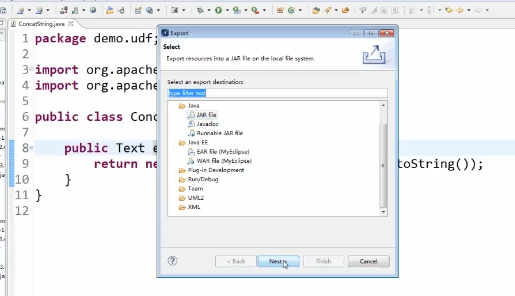 ConcatString.java
Export
1 package demo.udf;
Select
2
Export resources into a JAR file on the local file system.
3 import org.apache
4 import org.apache
Select an export destination:
5
type filter text
6 public class Conc
Java
JAR file
7
Javadoc
Runnable JAR file
8 public Text e
Java EE
EAR file (MyEclipse)
9 return ne
toString());
WAR file (MyEclipse)
10 }
Plug-in Development
Run/Debug
11 }
Team
UML2
12
XML
< Back
Next >
Finish
Cancel